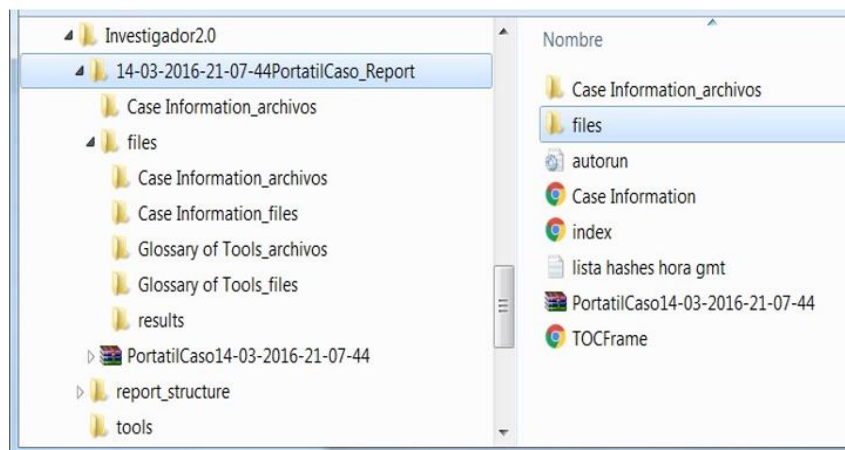 Investigador2.0
14-03-2016-21-07-44PortatilCaso_Report
Case Information_archivos
files
Case Information_archivos
Case Information_files
Glossary of Tools_archivos
Glossary of Tools_files
results
PortatilCaso14-03-2016-21-07-44
report_structure
tools
Nombre
Case Information_archivos
files
autorun
Case Information
index
lista hashes hora gmt
PortatilCaso14-03-2016-21-07-44
TOCFrame